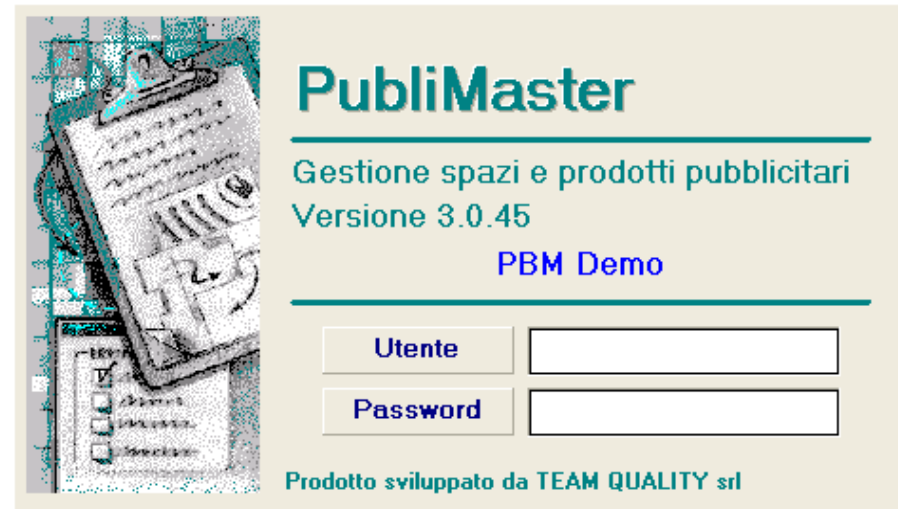 PubliMaster
Gestione spazi e prodotti pubblicitari
Versione 3.0.45
PBM Demo
Utente
Password
Prodotto sviluppato da TEAM QUALITY srl